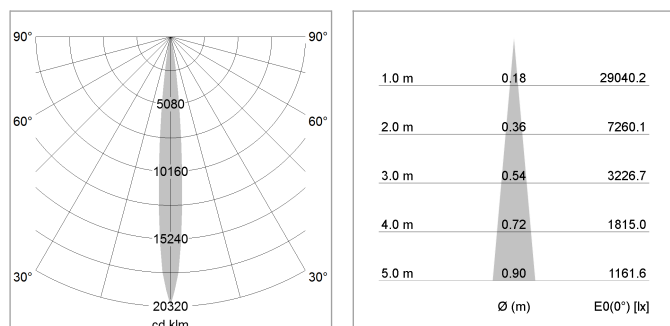 90° 90°
5080
60° 60°
10160
15240
30° 30°
20320
cd klm
1.0 m 0.18 29040.2
2.0 m 0.36 7260.1
3.0 m 0.54 3226.7
4.0 m 0.72 1815.0
5.0 m 0.90 1161.6
Ø (m) E0(0°) [lx]